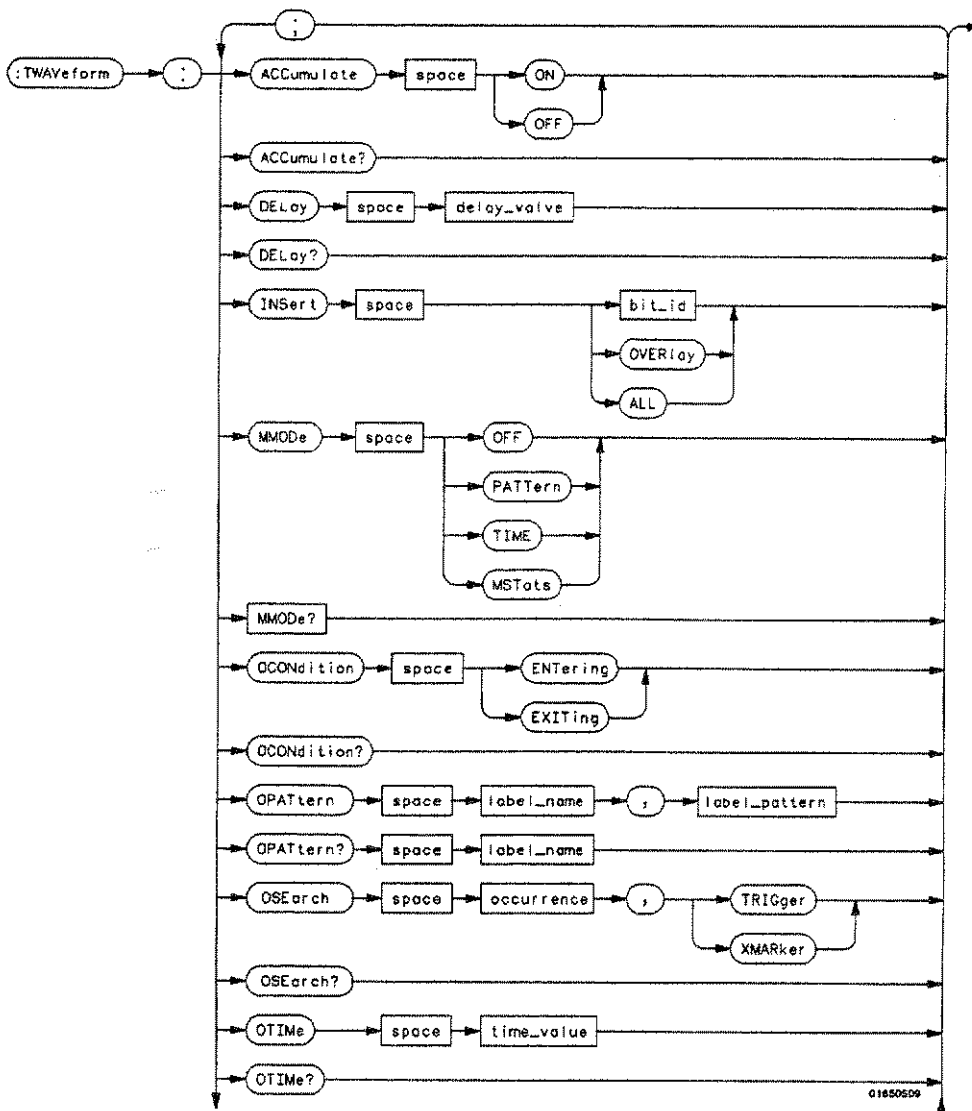 ;
:TWAVeform : ACCumulate space ON
OFF
ACCumulate?
DELay space delay_value
DELay?
INSert space bit_id
OVERlay
ALL
MMODe space OFF
PATTern
TIME
MSTats
MMODe?
OCONdition space ENTering
EXITing
OCONdition?
OPATtern space label_name , label_pattern
OPATtern? space label_name
OSEarch space occurrence , TRIGger
XMARker
OSEarch?
OTIMe space time_value
OTIMe?
01650S09